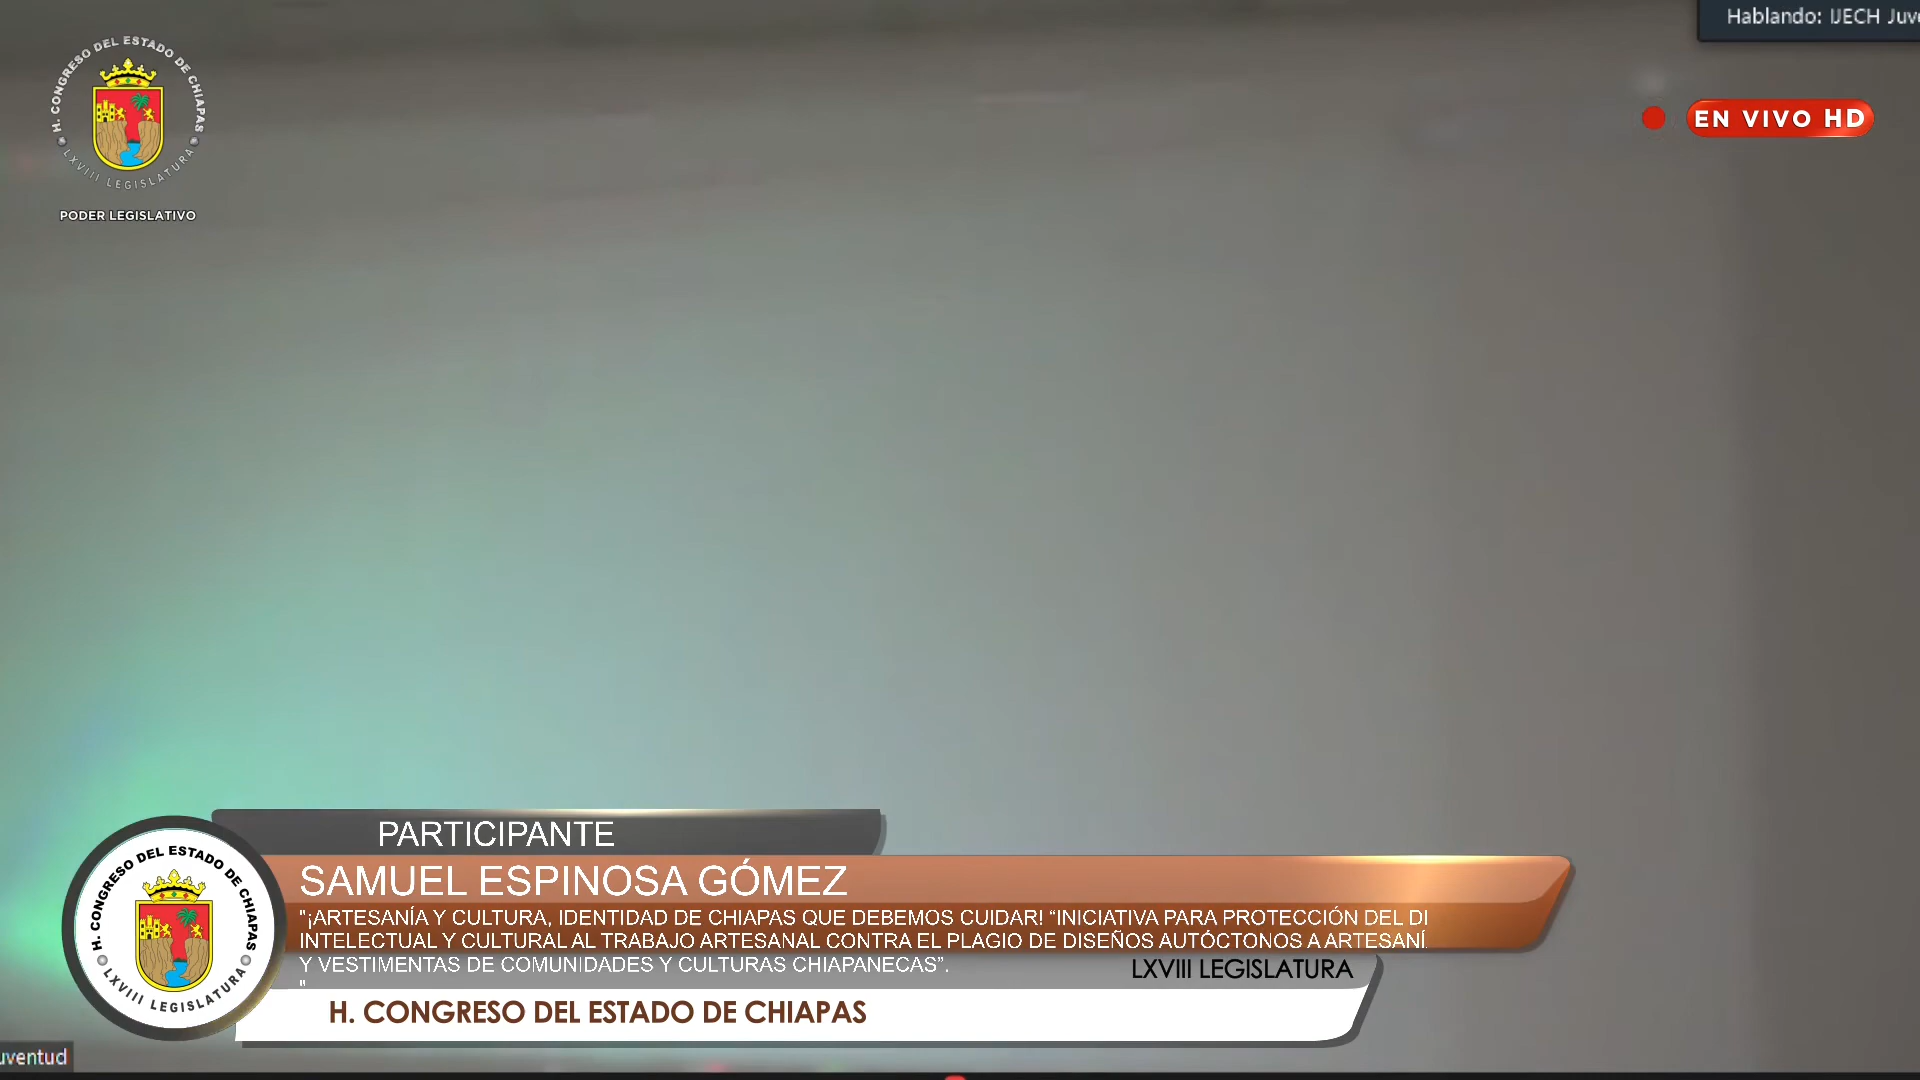 Hablando: IJECH Juve
H. CONGRESO DEL ESTADO DE CHIAPAS
LXVIII LEGISLATURA
PODER LEGISLATIVO
EN VIVO HD
PARTICIPANTE
SAMUEL ESPINOSA GÓMEZ
"¡ARTESANÍA Y CULTURA, IDENTIDAD DE CHIAPAS QUE DEBEMOS CUIDAR! “INICIATIVA PARA PROTECCIÓN DEL DI
INTELECTUAL Y CULTURAL AL TRABAJO ARTESANAL CONTRA EL PLAGIO DE DISEÑOS AUTÓCTONOS A ARTESANÍ
Y VESTIMENTAS DE COMUNIDADES Y CULTURAS CHIAPANECAS”.
"
LXVIII LEGISLATURA
H. CONGRESO DEL ESTADO DE CHIAPAS
H. CONGRESO DEL ESTADO DE CHIAPAS
LXVIII LEGISLATURA
uventud